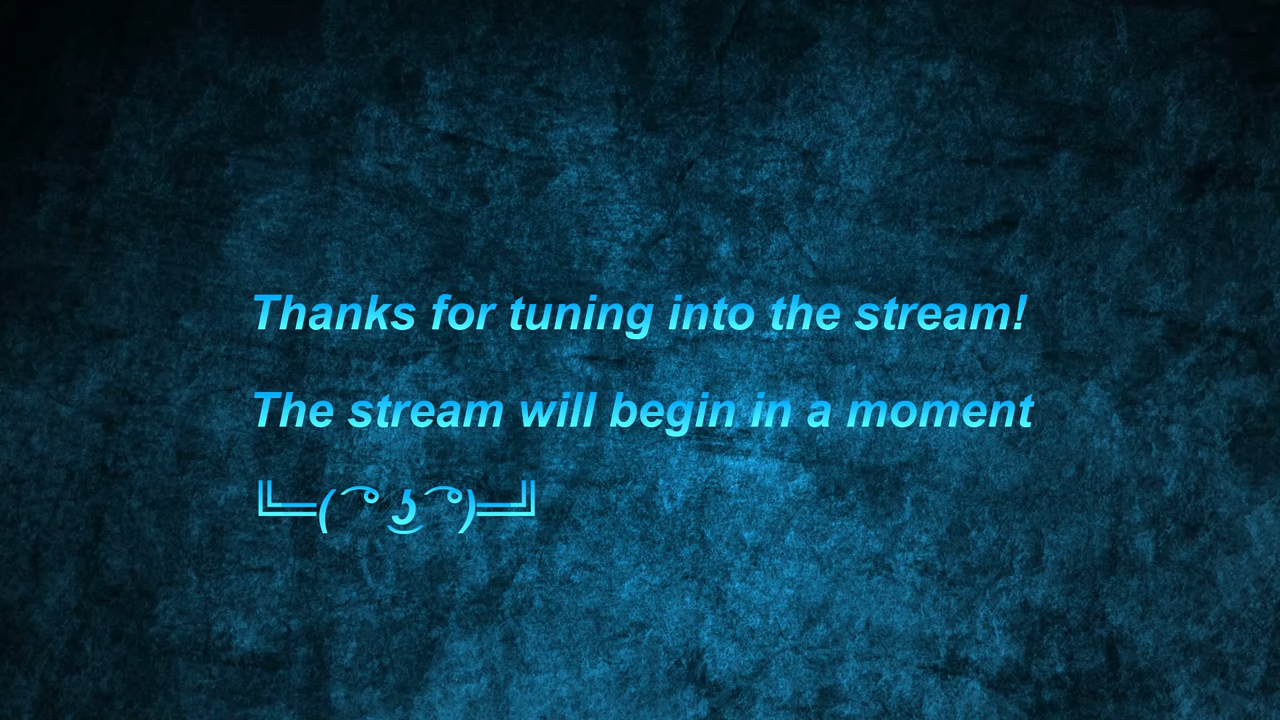 Thanks for tuning into the stream!
The stream will begin in a moment
╚═( ͡° ͜ʖ ͡°)═╝